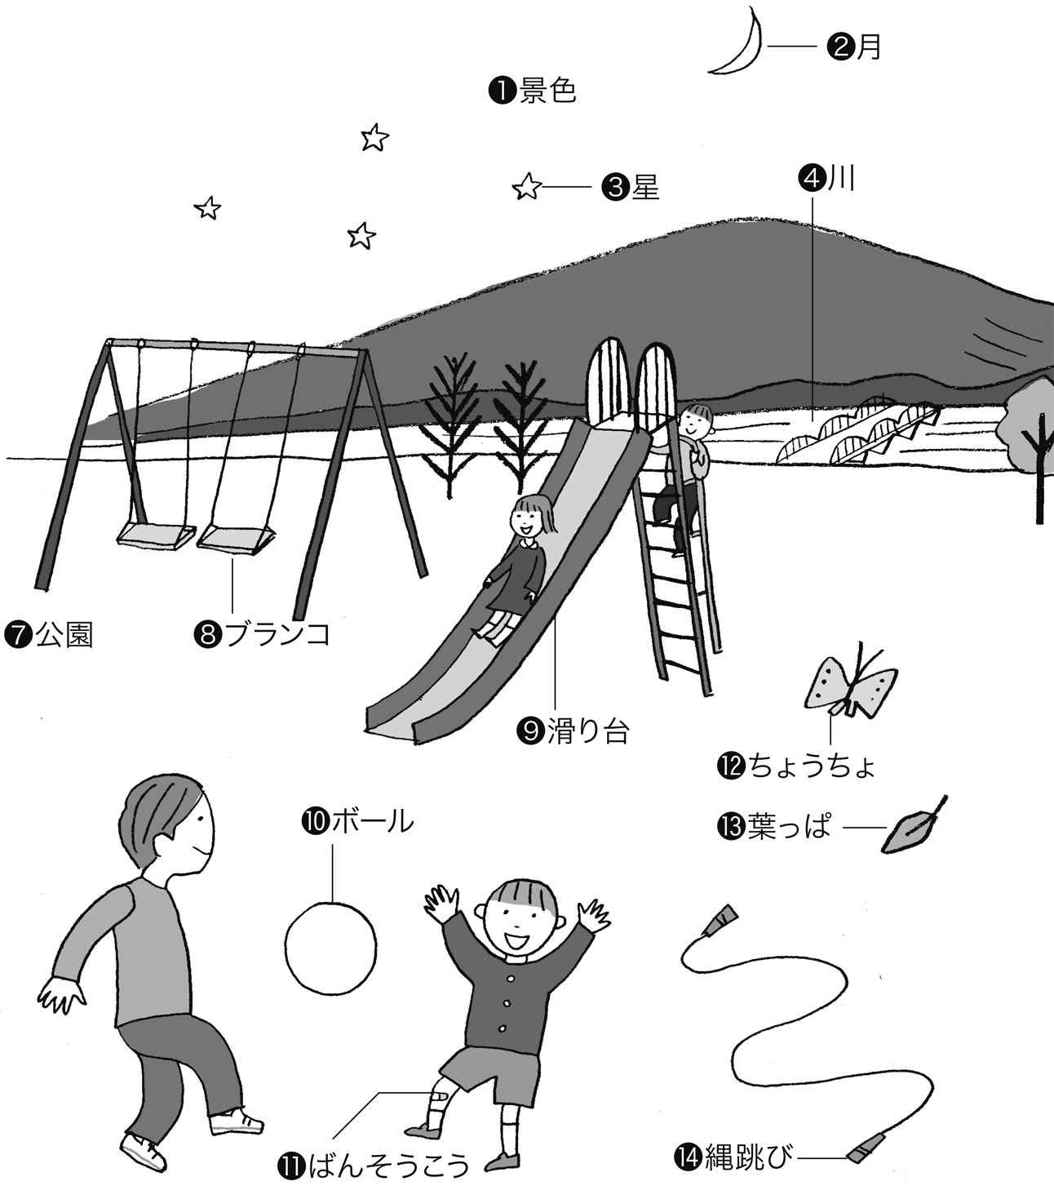 ❷月
❶景色
❸星
❹川
❼公園
❽ブランコ
❾滑り台
⓬ちょうちょ
❿ボール
⓭葉っぱ
⓫ばんそうこう
⓮縄跳び